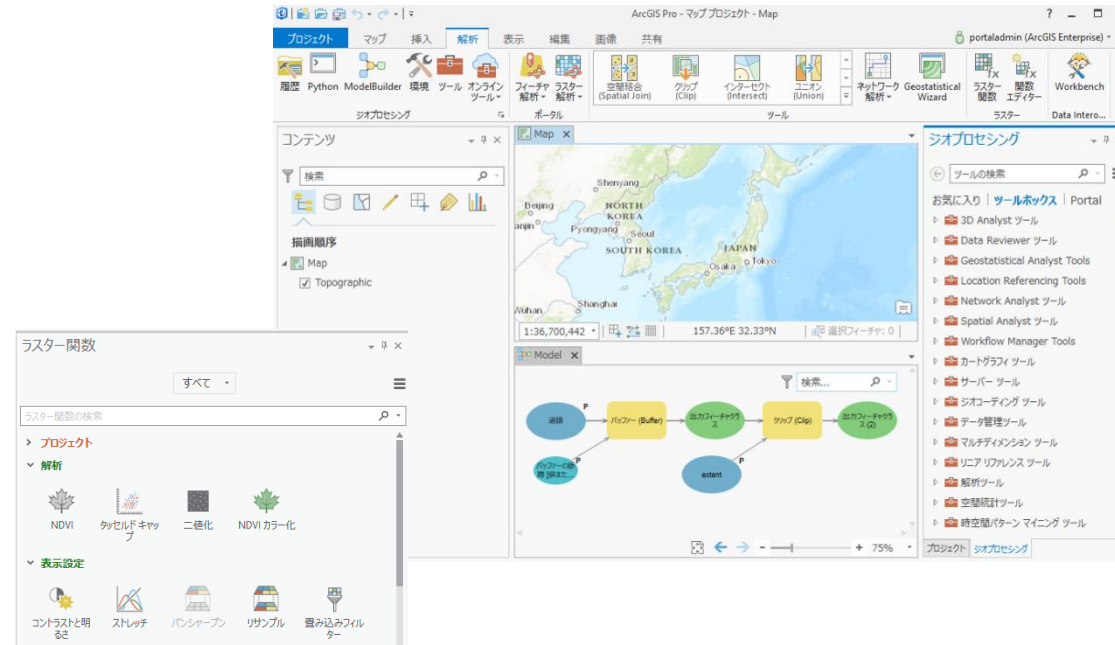 ArcGIS Pro - マップ プロジェクト - Map
?
プロジェクト マップ 挿入 解析 表示 編集 画像 共有
portaladmin (ArcGIS Enterprise)
履歴 Python ModelBuilder 環境 ツール オンライン ツール
フィーチャ 解析 ラスター 解析
空間結合 (Spatial Join)
クリップ (Clip)
インターセクト (Intersect)
ユニオン (Union)
ネットワーク 解析
Geostatistical Wizard
ラスター 関数
関数 エディター
Workbench
ジオプロセシング ポータル ツール ラスター Data Intero...
コンテンツ
検索
描画順序
Map
Topographic
Map
Shenyang
Beijing
NORTH
KOREA
anjin
Pyongyang
Seoul
SOUTH KOREA
JAPAN
Osaka
Tokyo
Shanghai
Wuhan
1:36,700,442
157.36°E 32.33°N
選択フィーチャ: 0
Model
検索...
道路
P
バッファー (Buffer)
出力フィーチャクラ
ス
クリップ (Clip)
出力フィーチャクラ
ス (2)
バッファーの距
離 [値また...
P
extent
P
75%
ジオプロセシング
ツールの検索
お気に入り ツールボックス Portal
3D Analyst ツール
Data Reviewer ツール
Geostatistical Analyst Tools
Location Referencing Tools
Network Analyst ツール
Spatial Analyst ツール
Workflow Manager Tools
カートグラフィ ツール
サーバー ツール
ジオコーディング ツール
データ管理ツール
マルチディメンション ツール
リニア リファレンス ツール
解析ツール
空間統計ツール
時空間パターン マイニング ツール
プロジェクト ジオプロセシング
ラスター関数
すべて
ラスター関数の検索
プロジェクト
解析
NDVI
タッセルド キャッ
プ
二値化
NDVI カラー化
表示設定
コントラストと明
るさ
ストレッチ
パンシャープン
リサンプル
畳み込みフィル
ター